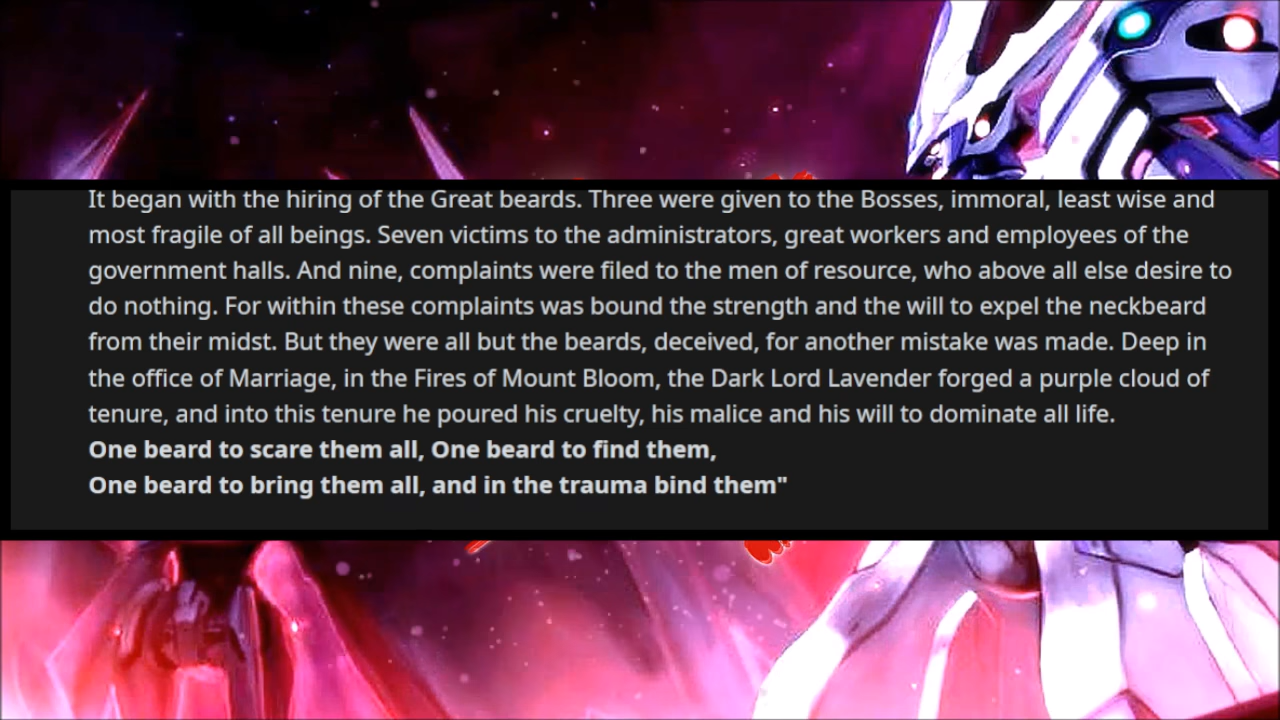 It began with the hiring of the Great beards. Three were given to the Bosses, immoral, least wise and
most fragile of all beings. Seven victims to the administrators, great workers and employees of the
government halls. And nine, complaints were filed to the men of resource, who above all else desire to
do nothing. For within these complaints was bound the strength and the will to expel the neckbeard
from their midst. But they were all but the beards, deceived, for another mistake was made. Deep in
the office of Marriage, in the Fires of Mount Bloom, the Dark Lord Lavender forged a purple cloud of
tenure, and into this tenure he poured his cruelty, his malice and his will to dominate all life.
One beard to scare them all, One beard to find them,
One beard to bring them all, and in the trauma bind them"